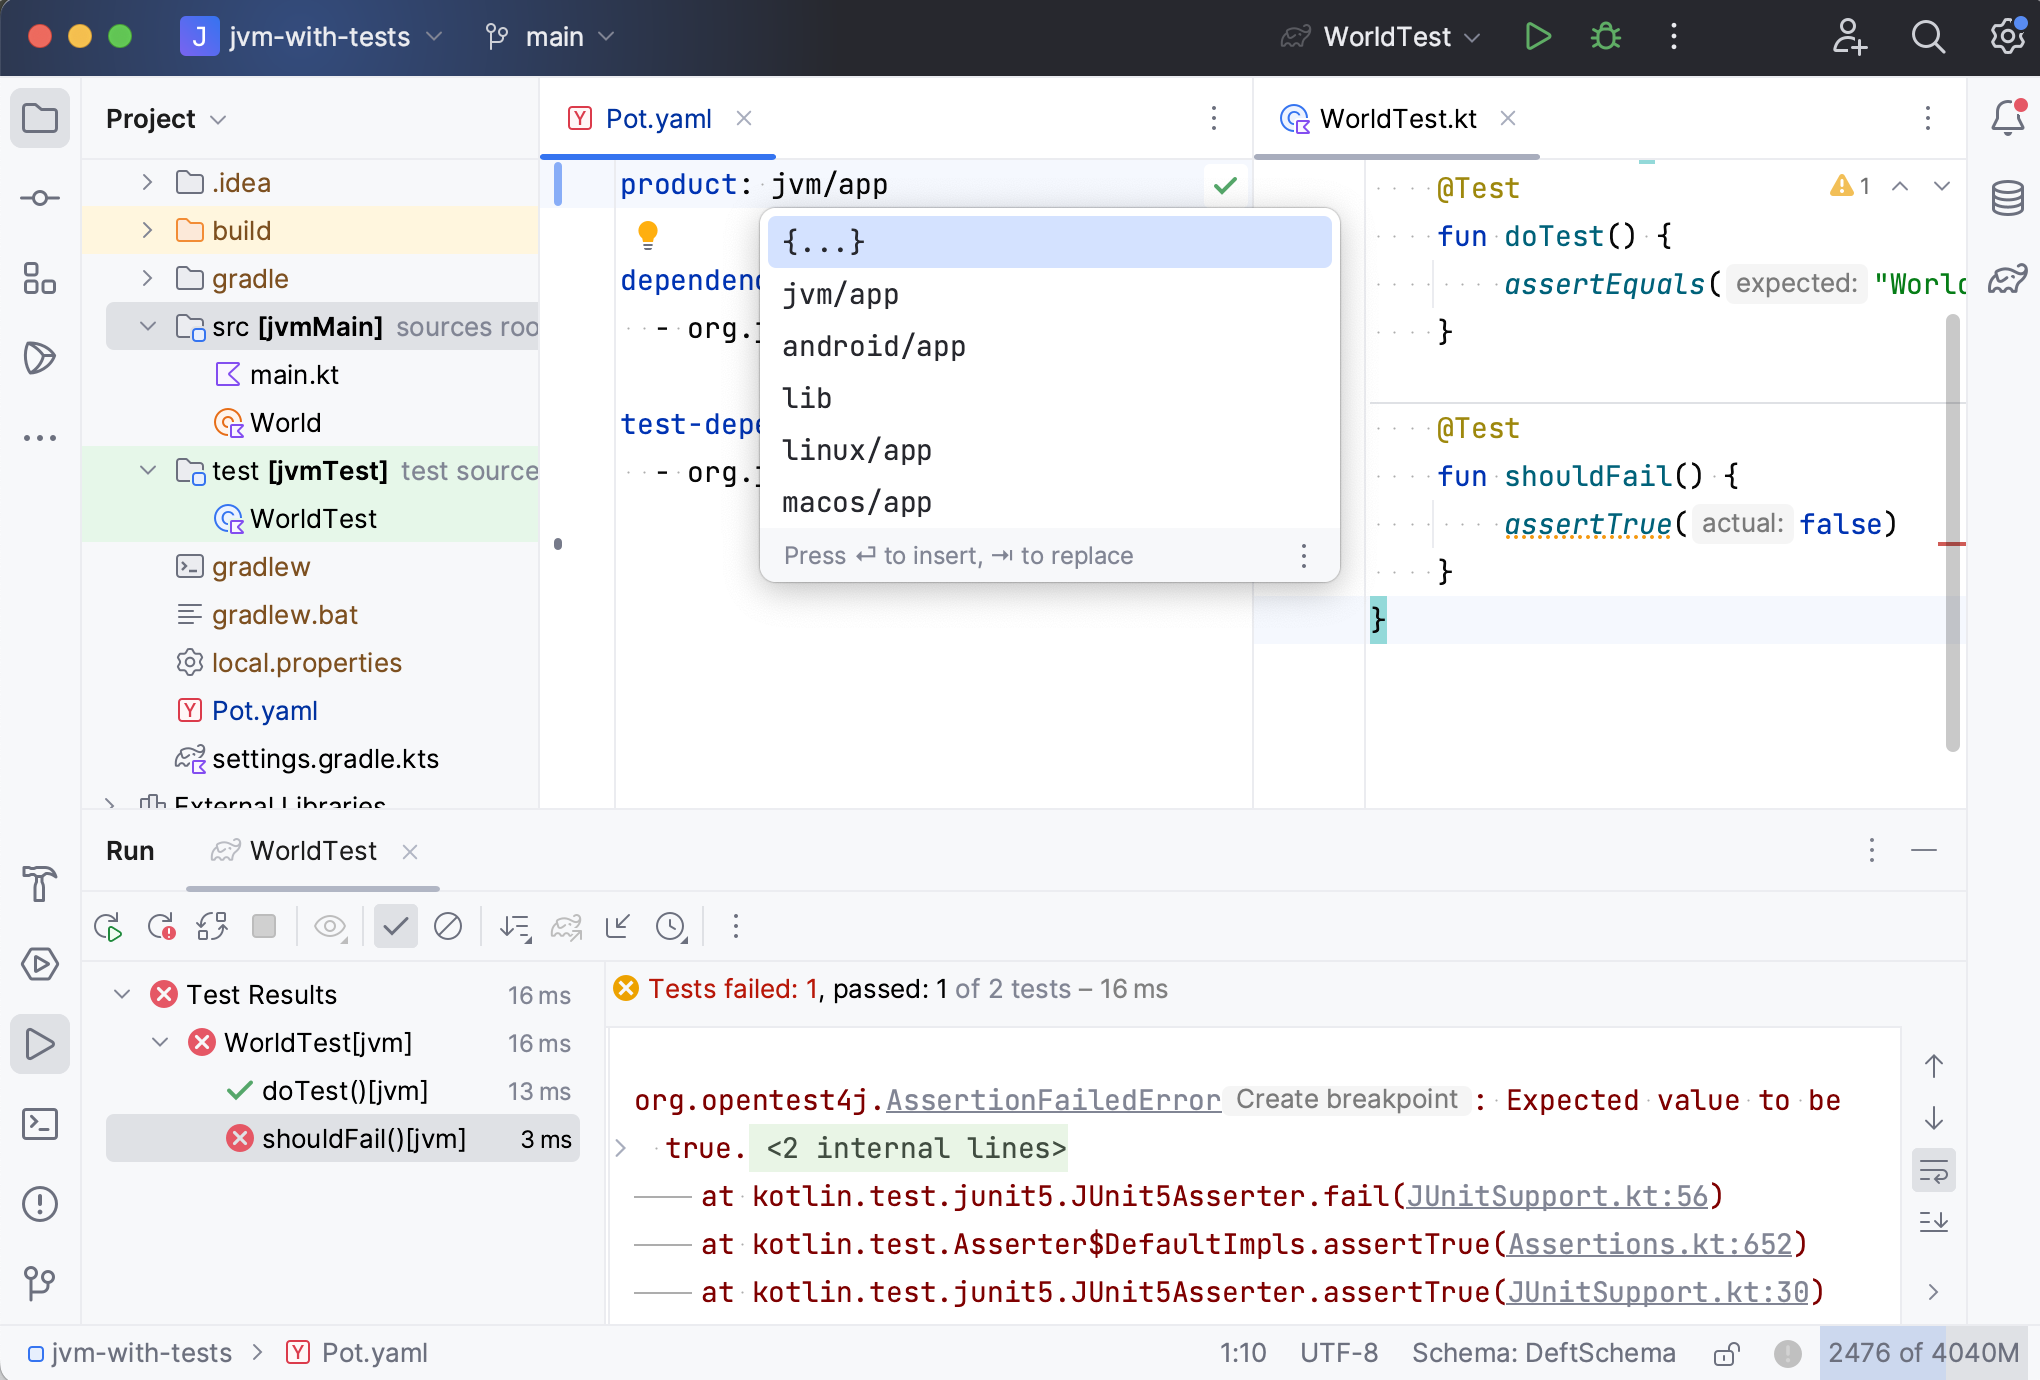 J jvm-with-tests main WorldTest
Project
.idea
build
gradle
src [jvmMain] sources roo
main.kt
World
test [jvmTest] test source
WorldTest
gradlew
gradlew.bat
local.properties
Pot.yaml
settings.gradle.kts
External Libraries
Pot.yaml
product: jvm/app
dependenc
- org.j
test-depe
- org.j
{...}
jvm/app
android/app
lib
linux/app
macos/app
Press ↵ to insert, ⇥ to replace
WorldTest.kt
1
@Test
fun doTest() {
assertEquals( expected: "World
}
@Test
fun shouldFail() {
assertTrue( actual: false)
}
}
Run WorldTest
Test Results 16 ms
WorldTest[jvm] 16 ms
doTest()[jvm] 13 ms
shouldFail()[jvm] 3 ms
Tests failed: 1, passed: 1 of 2 tests – 16 ms
org.opentest4j.AssertionFailedError Create breakpoint : Expected value to be
true. <2 internal lines>
at kotlin.test.junit5.JUnit5Asserter.fail(JUnitSupport.kt:56)
at kotlin.test.Asserter$DefaultImpls.assertTrue(Assertions.kt:652)
at kotlin.test.junit5.JUnit5Asserter.assertTrue(JUnitSupport.kt:30)
jvm-with-tests > Pot.yaml
1:10 UTF-8 Schema: DeftSchema 2476 of 4040M